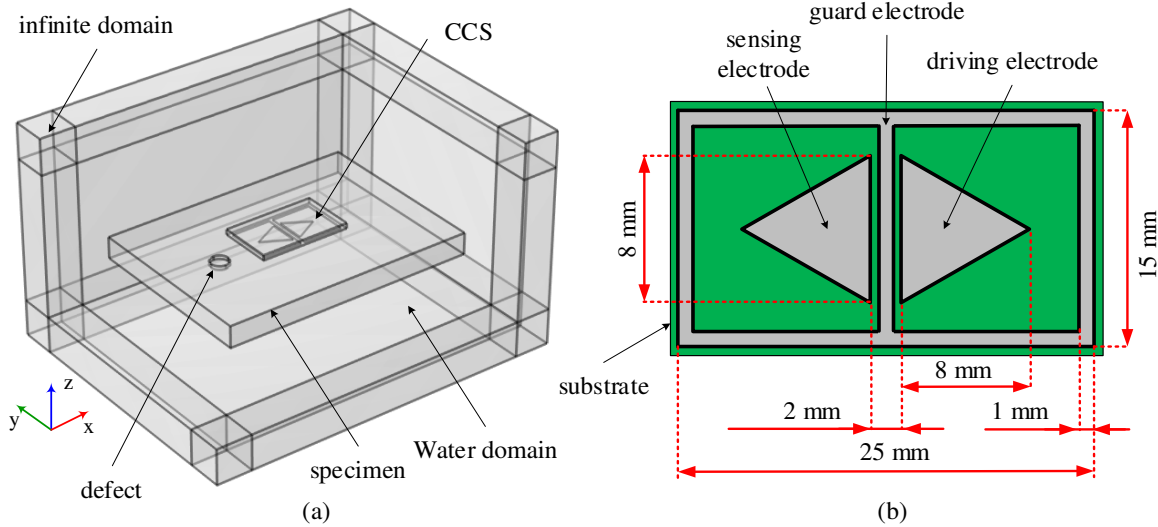 infinite domain
CCS
z
y
x
defect
specimen
Water domain
(a)
guard electrode
sensing
electrode
driving electrode
8 mm
15 mm
substrate
8 mm
2 mm
1 mm
25 mm
(b)